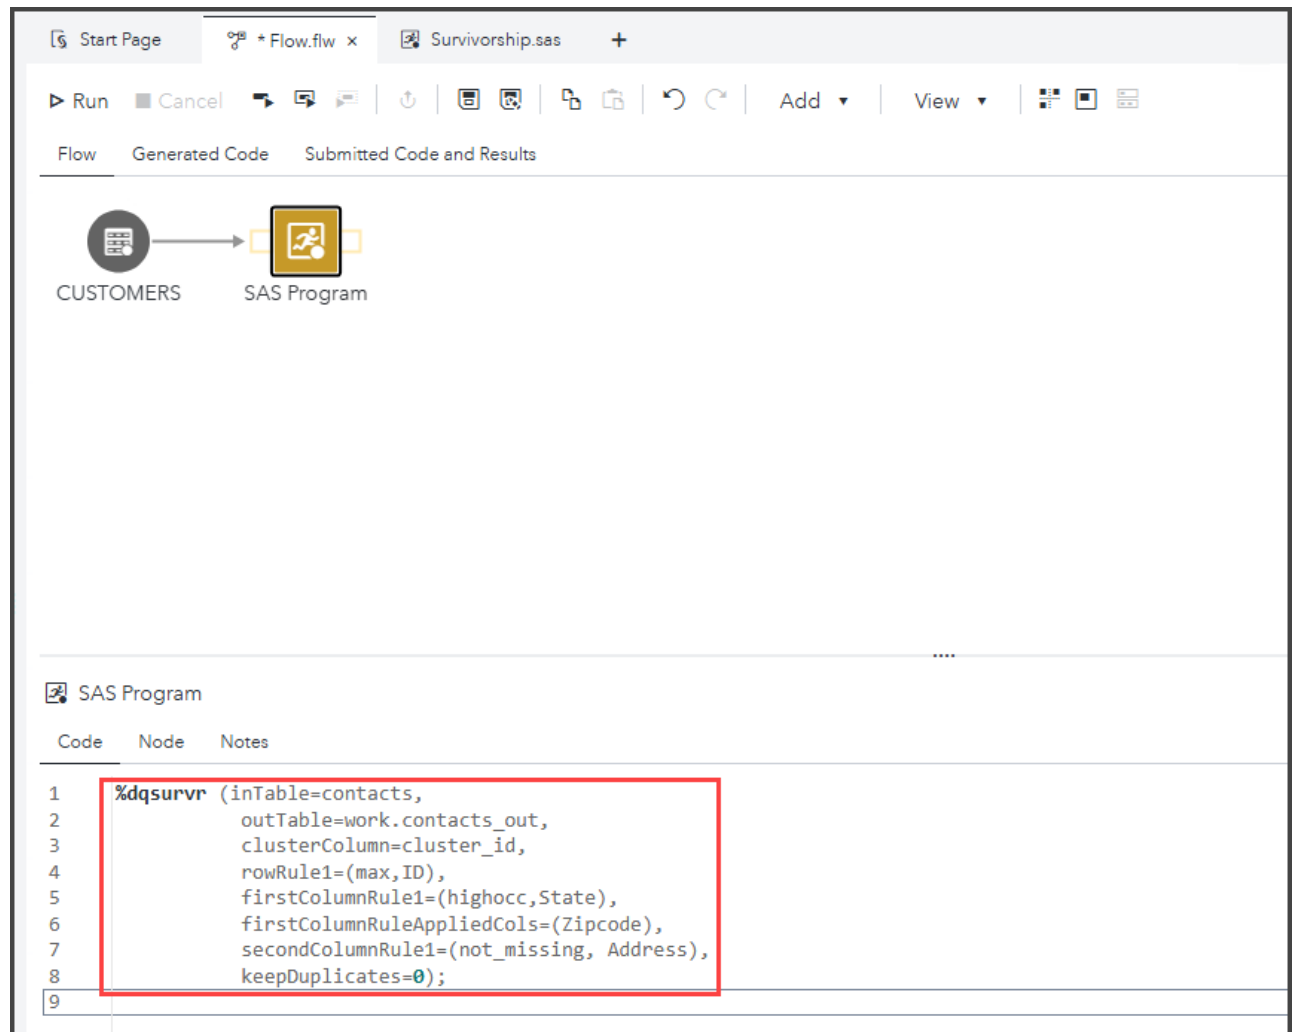 Start Page * Flow.flw × Survivorship.sas +
Run Cancel Add View
Flow Generated Code Submitted Code and Results
CUSTOMERS SAS Program
SAS Program
Code Node Notes
1 %dqsurvr (inTable=contacts,
2 outTable=work.contacts_out,
3 clusterColumn=cluster_id,
4 rowRule1=(max,ID),
5 firstColumnRule1=(highocc,State),
6 firstColumnRuleAppliedCols=(Zipcode),
7 secondColumnRule1=(not_missing, Address),
8 keepDuplicates=0);
9